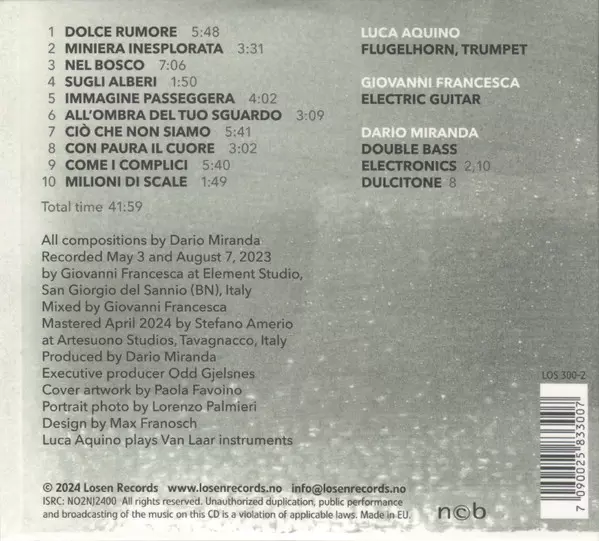 1 DOLCE RUMORE 5:48
2 MINIERA INESPLORATA 3:31
3 NEL BOSCO 7:06
4 SUGLI ALBERI 1:50
5 IMMAGINE PASSEGGERA 4:02
6 ALL'OMBRA DEL TUO SGUARDO 3:09
7 CIÒ CHE NON SIAMO 5:41
8 CON PAURA IL CUORE 3:02
9 COME I COMPLICI 5:40
10 MILIONI DI SCALE 1:49
Total time 41:59
LUCA AQUINO
FLUGELHORN, TRUMPET
GIOVANNI FRANCESCA
ELECTRIC GUITAR
DARIO MIRANDA
DOUBLE BASS
ELECTRONICS 2,10
DULCITONE 8
All compositions by Dario Miranda
Recorded May 3 and August 7, 2023
by Giovanni Francesca at Element Studio,
San Giorgio del Sannio (BN), Italy
Mixed by Giovanni Francesca
Mastered April 2024 by Stefano Amerio
at Artesuono Studios, Tavagnacco, Italy
Produced by Dario Miranda
Executive producer Odd Gjelsnes
Cover artwork by Paola Favoino
Portrait photo by Lorenzo Palmieri
Design by Max Franosch
Luca Aquino plays Van Laar instruments
LOS 300-2
7 090025 833007
© 2024 Losen Records www.losenrecords.no info@losenrecords.no
ISRC: NO2NJ2400 All rights reserved. Unauthorized duplication, public performance
and broadcasting of the music on this CD is a violation of applicable laws. Made in EU.
n©b